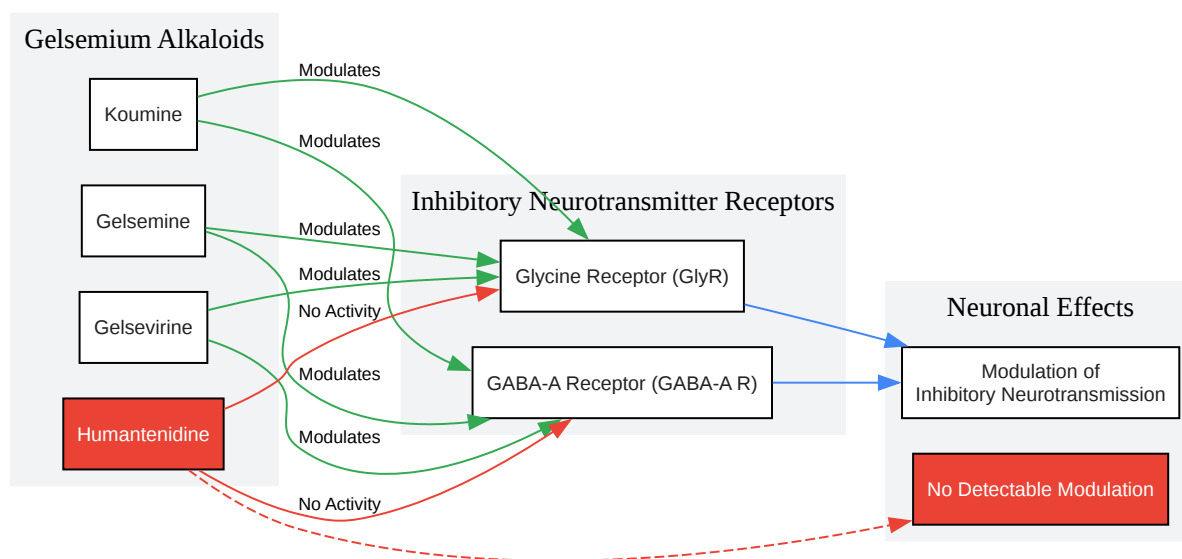 Gelsemium Alkaloids
Koumine
Gelsemine
Gelsevirine
Humantenidine
Modulates
Modulates
Modulates
Modulates
No Activity
Modulates
Modulates
No Activity
Inhibitory Neurotransmitter Receptors
Glycine Receptor (GlyR)
GABA-A Receptor (GABA-A R)
Neuronal Effects
Modulation of
Inhibitory Neurotransmission
No Detectable Modulation